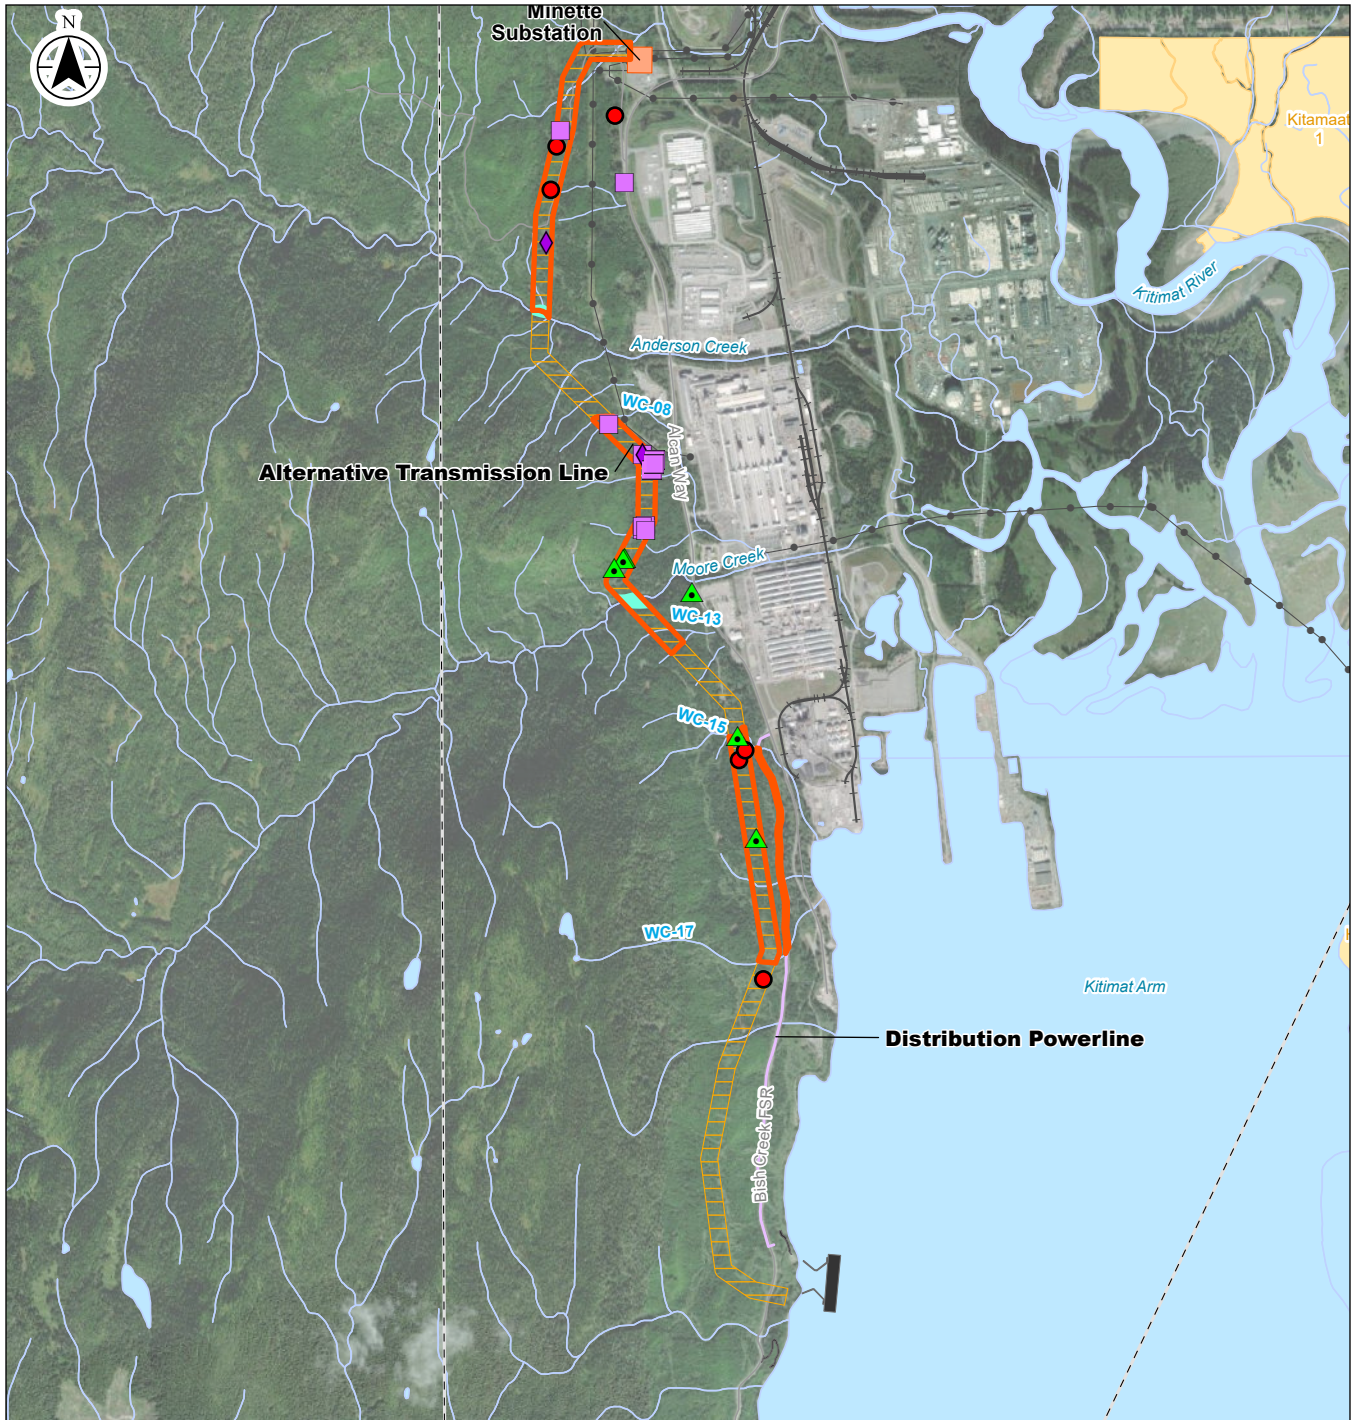 Minette
Substation
N
Kitamaat
1
Kitimat River
Anderson Creek
WC-08
Alcan Way
Alternative Transmission Line
Moore Creek
WC-13
WC-15
WC-17
Kitimat Arm
Distribution Powerline
Bish Creek FSR